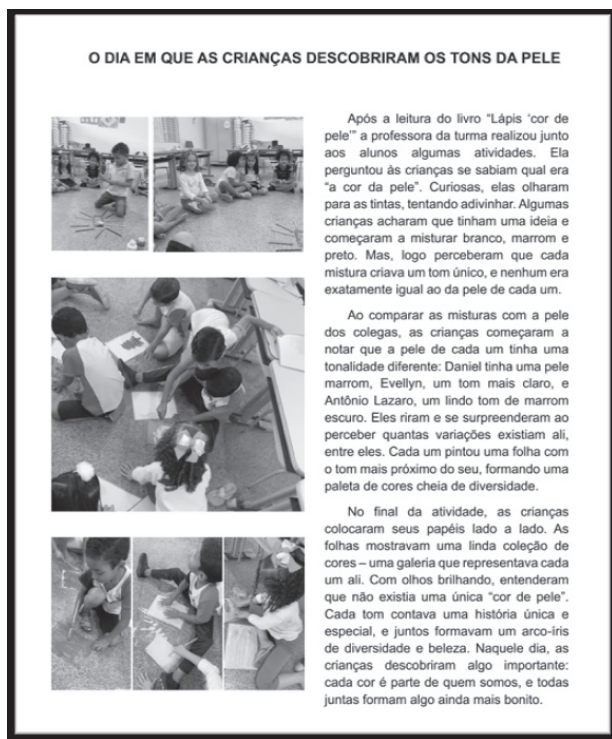 O DIA EM QUE AS CRIANÇAS DESCOBRIRAM OS TONS DA PELE
Após a leitura do livro “Lápis ‘cor de
pele’” a professora da turma realizou junto
aos alunos algumas atividades. Ela
perguntou às crianças se sabiam qual era
“a cor da pele”. Curiosas, elas olharam
para as tintas, tentando adivinhar. Algumas
crianças acharam que tinham uma ideia e
começaram a misturar branco, marrom e
preto. Mas, logo perceberam que cada
mistura criava um tom único, e nenhum era
exatamente igual ao da pele de cada um.
Ao comparar as misturas com a pele
dos colegas, as crianças começaram a
notar que a pele de cada um tinha uma
tonalidade diferente: Daniel tinha uma pele
marrom, Evellyn, um tom mais claro, e
Antônio Lazaro, um lindo tom de marrom
escuro. Eles riram e se surpreenderam ao
perceber quantas variações existiam ali,
entre eles. Cada um pintou uma folha com
o tom mais próximo do seu, formando uma
paleta de cores cheia de diversidade.
No final da atividade, as crianças
colocaram seus papéis lado a lado. As
folhas mostravam uma linda coleção de
cores – uma galeria que representava cada
um ali. Com olhos brilhando, entenderam
que não existia uma única “cor de pele”.
Cada tom contava uma história única e
especial, e juntos formavam um arco-íris
de diversidade e beleza. Naquele dia, as
crianças descobriram algo importante:
cada cor é parte de quem somos, e todas
juntas formam algo ainda mais bonito.